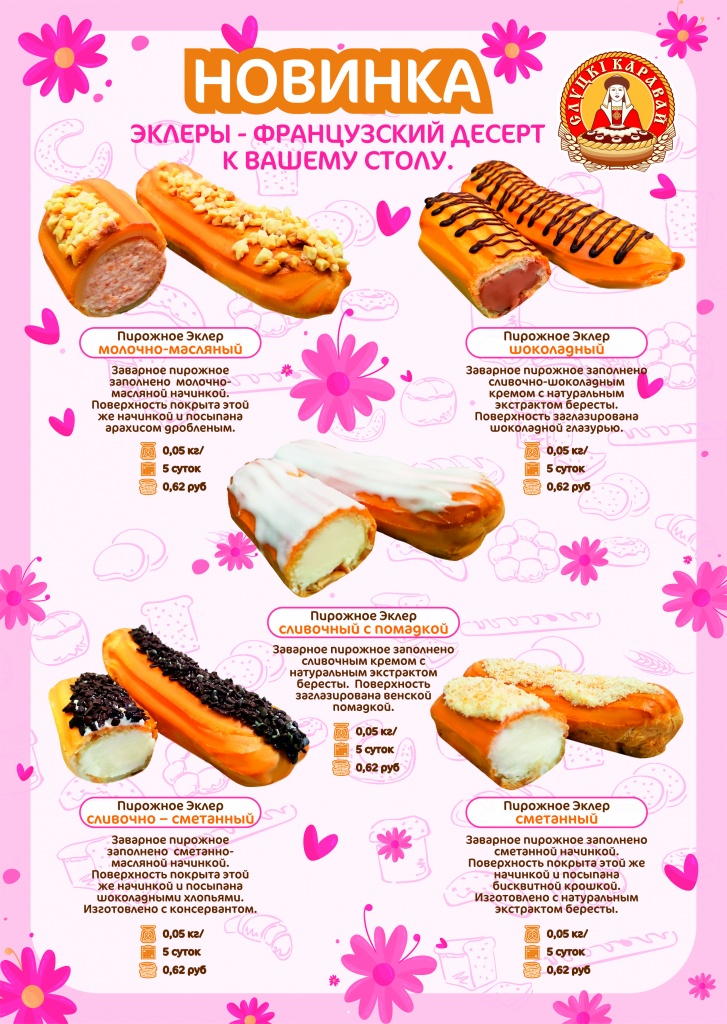 НОВИНКА
ЭКЛЕРЫ - ФРАНЦУЗСКИЙ ДЕСЕРТ
К ВАШЕМУ СТОЛУ.
СЛУЦКІ КАРАВАЙ
Пирожное Эклер
молочно-масляный
Заварное пирожное
заполнено молочно-
масляной начинкой.
Поверхность покрыта этой
же начинкой и посыпана
арахисом дробленым.
0,05 кг/
5 суток
0,62 руб
Пирожное Эклер
шоколадный
Заварное пирожное заполнено
сливочно-шоколадным
кремом с натуральным
экстрактом бересты.
Поверхность заглазирована
шоколадной глазурью.
0,05 кг/
5 суток
0,62 руб
Пирожное Эклер
сливочный с помадкой
Заварное пирожное заполнено
сливочным кремом с
натуральным экстрактом
бересты. Поверхность
заглазирована венской
помадкой.
0,05 кг/
5 суток
0,62 руб
Пирожное Эклер
сливочно – сметанный
Заварное пирожное
заполнено сметанно-
масляной начинкой.
Поверхность покрыта этой
же начинкой и посыпана
шоколадными хлопьями.
Изготовлено с консервантом.
0,05 кг/
5 суток
0,62 руб
Пирожное Эклер
сметанный
Заварное пирожное заполнено
сметанной начинкой.
Поверхность покрыта этой же
начинкой и посыпана
бисквитной крошкой.
Изготовлено с натуральным
экстрактом бересты.
0,05 кг/
5 суток
0,62 руб